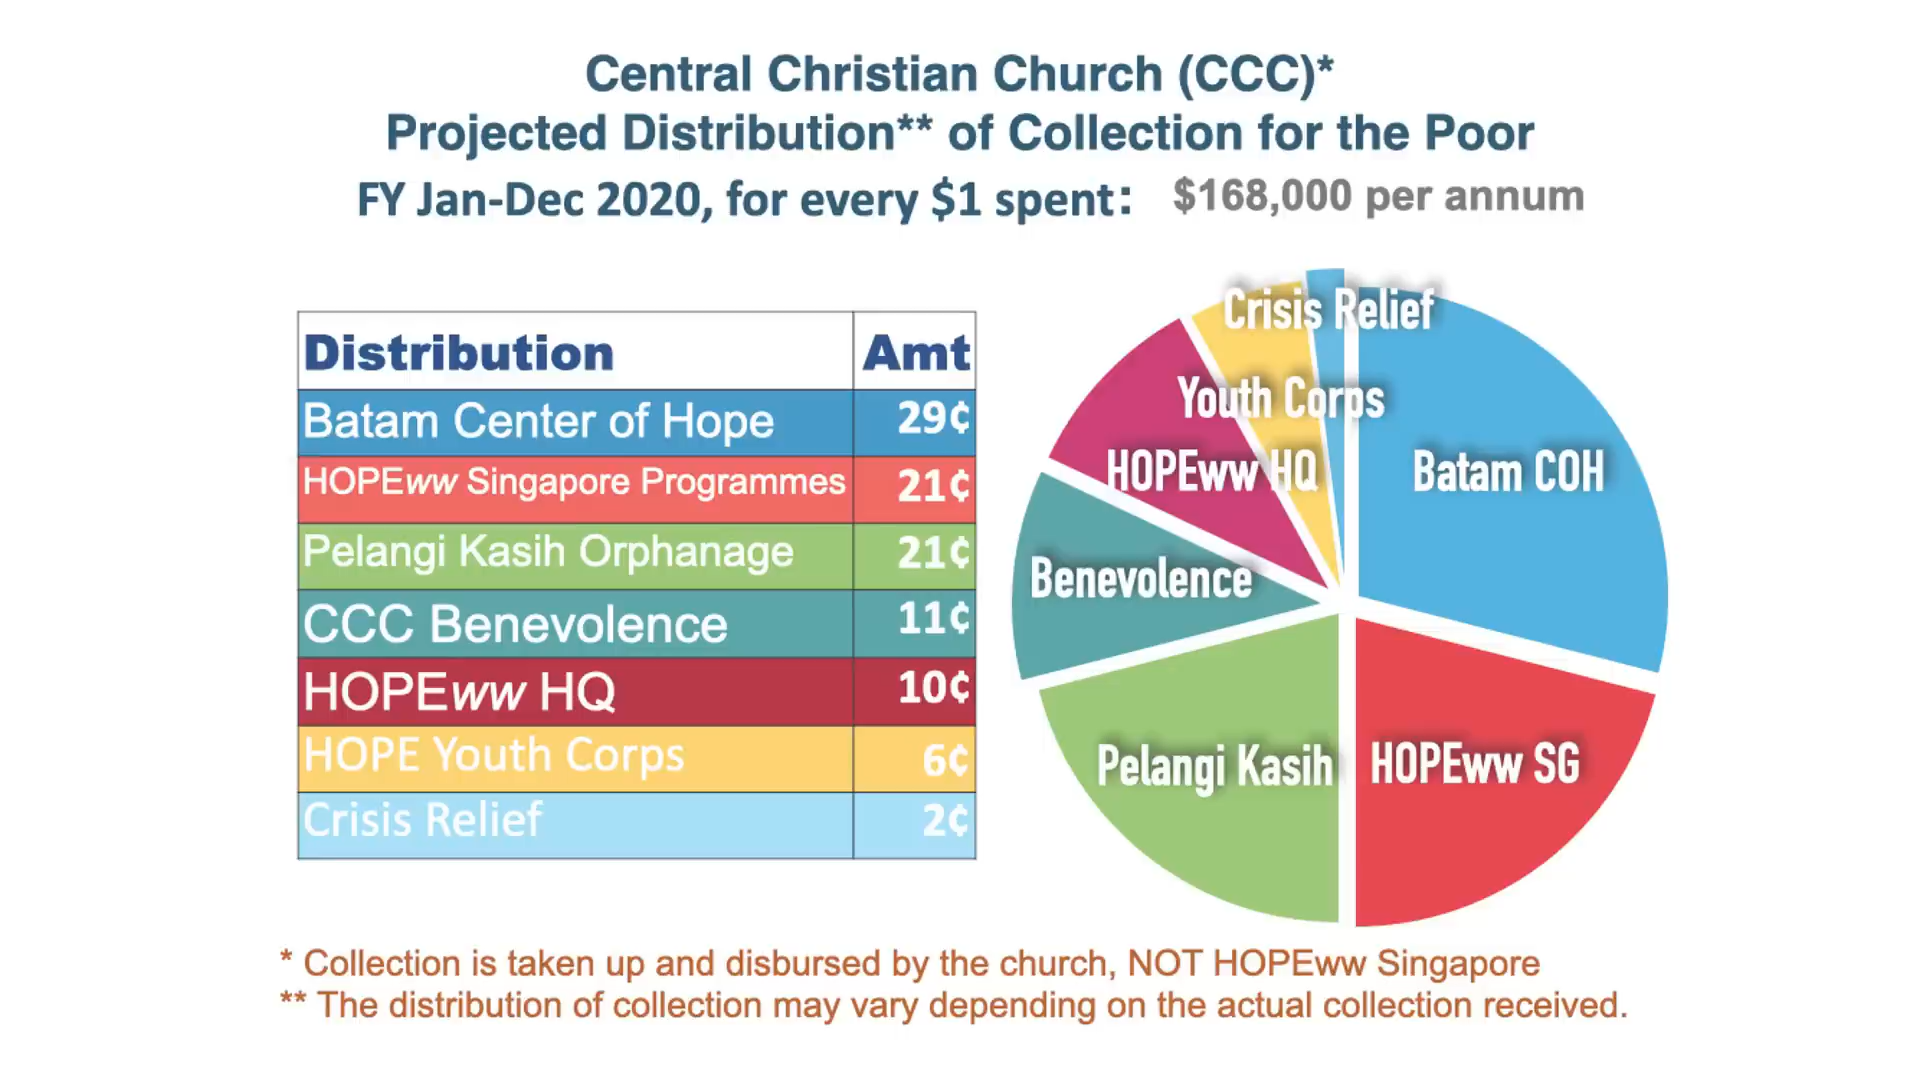 Central Christian Church (CCC)*
Projected Distribution** of Collection for the Poor
FY Jan-Dec 2020, for every $1 spent: $168,000 per annum
Distribution Amt
Batam Center of Hope 29¢
HOPEww Singapore Programmes 21¢
Pelangi Kasih Orphanage 21¢
CCC Benevolence 11¢
HOPEww HQ 10¢
HOPE Youth Corps 6¢
Crisis Relief 2¢
Crisis Relief
Youth Corps
HOPEww HQ
Batam COH
Benevolence
Pelangi Kasih
HOPEww SG
* Collection is taken up and disbursed by the church, NOT HOPEww Singapore
** The distribution of collection may vary depending on the actual collection received.